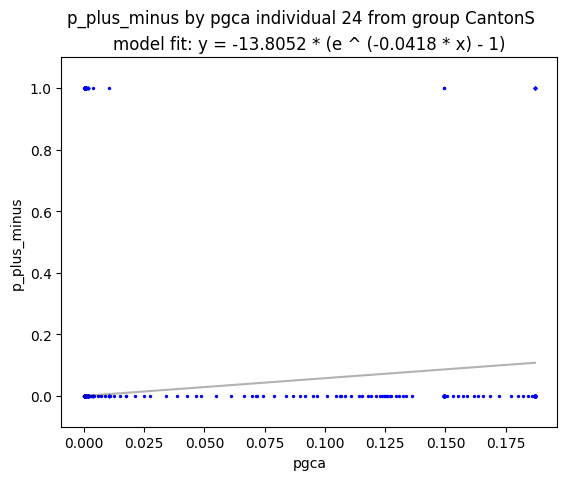 p_plus_minus by pgca individual 24 from group CantonS
model fit: y = -13.8052 * (e ^ (-0.0418 * x) - 1)
1.0
0.8
0.6
0.4
0.2
0.0
p_plus_minus
0.000 0.025 0.050 0.075 0.100 0.125 0.150 0.175
pgca